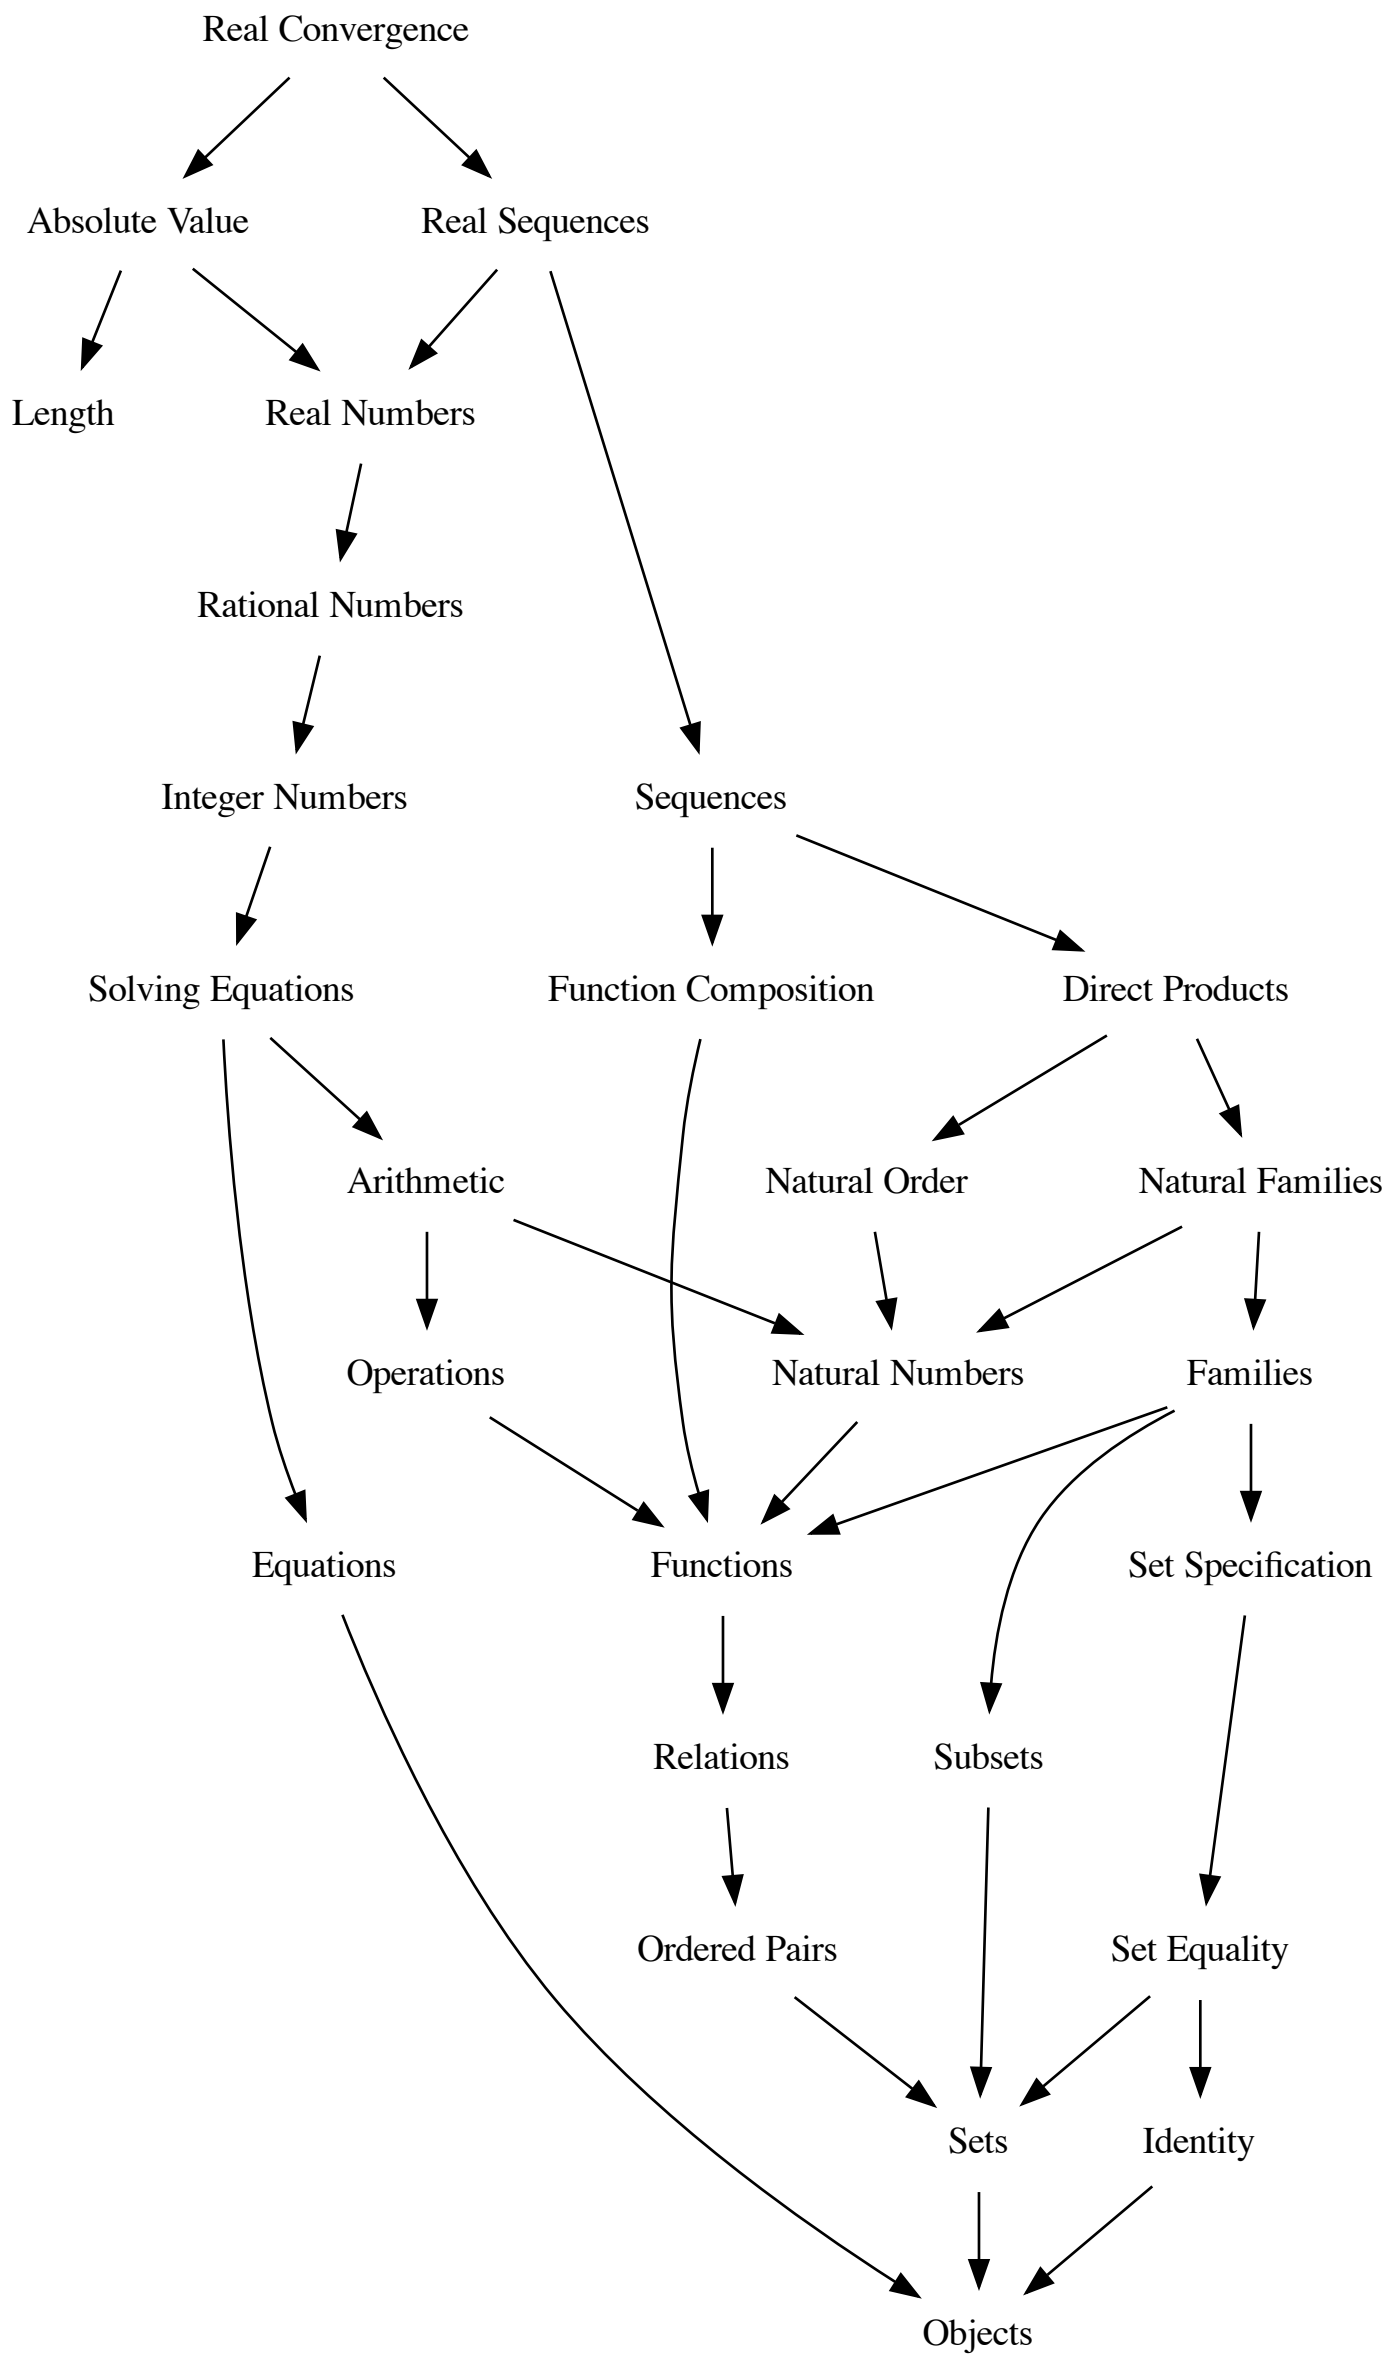 Real Convergence
Absolute Value
Real Sequences
Length
Real Numbers
Rational Numbers
Integer Numbers
Sequences
Solving Equations
Function Composition
Direct Products
Arithmetic
Natural Order
Natural Families
Operations
Natural Numbers
Families
Equations
Functions
Set Specification
Relations
Subsets
Ordered Pairs
Set Equality
Sets
Identity
Objects